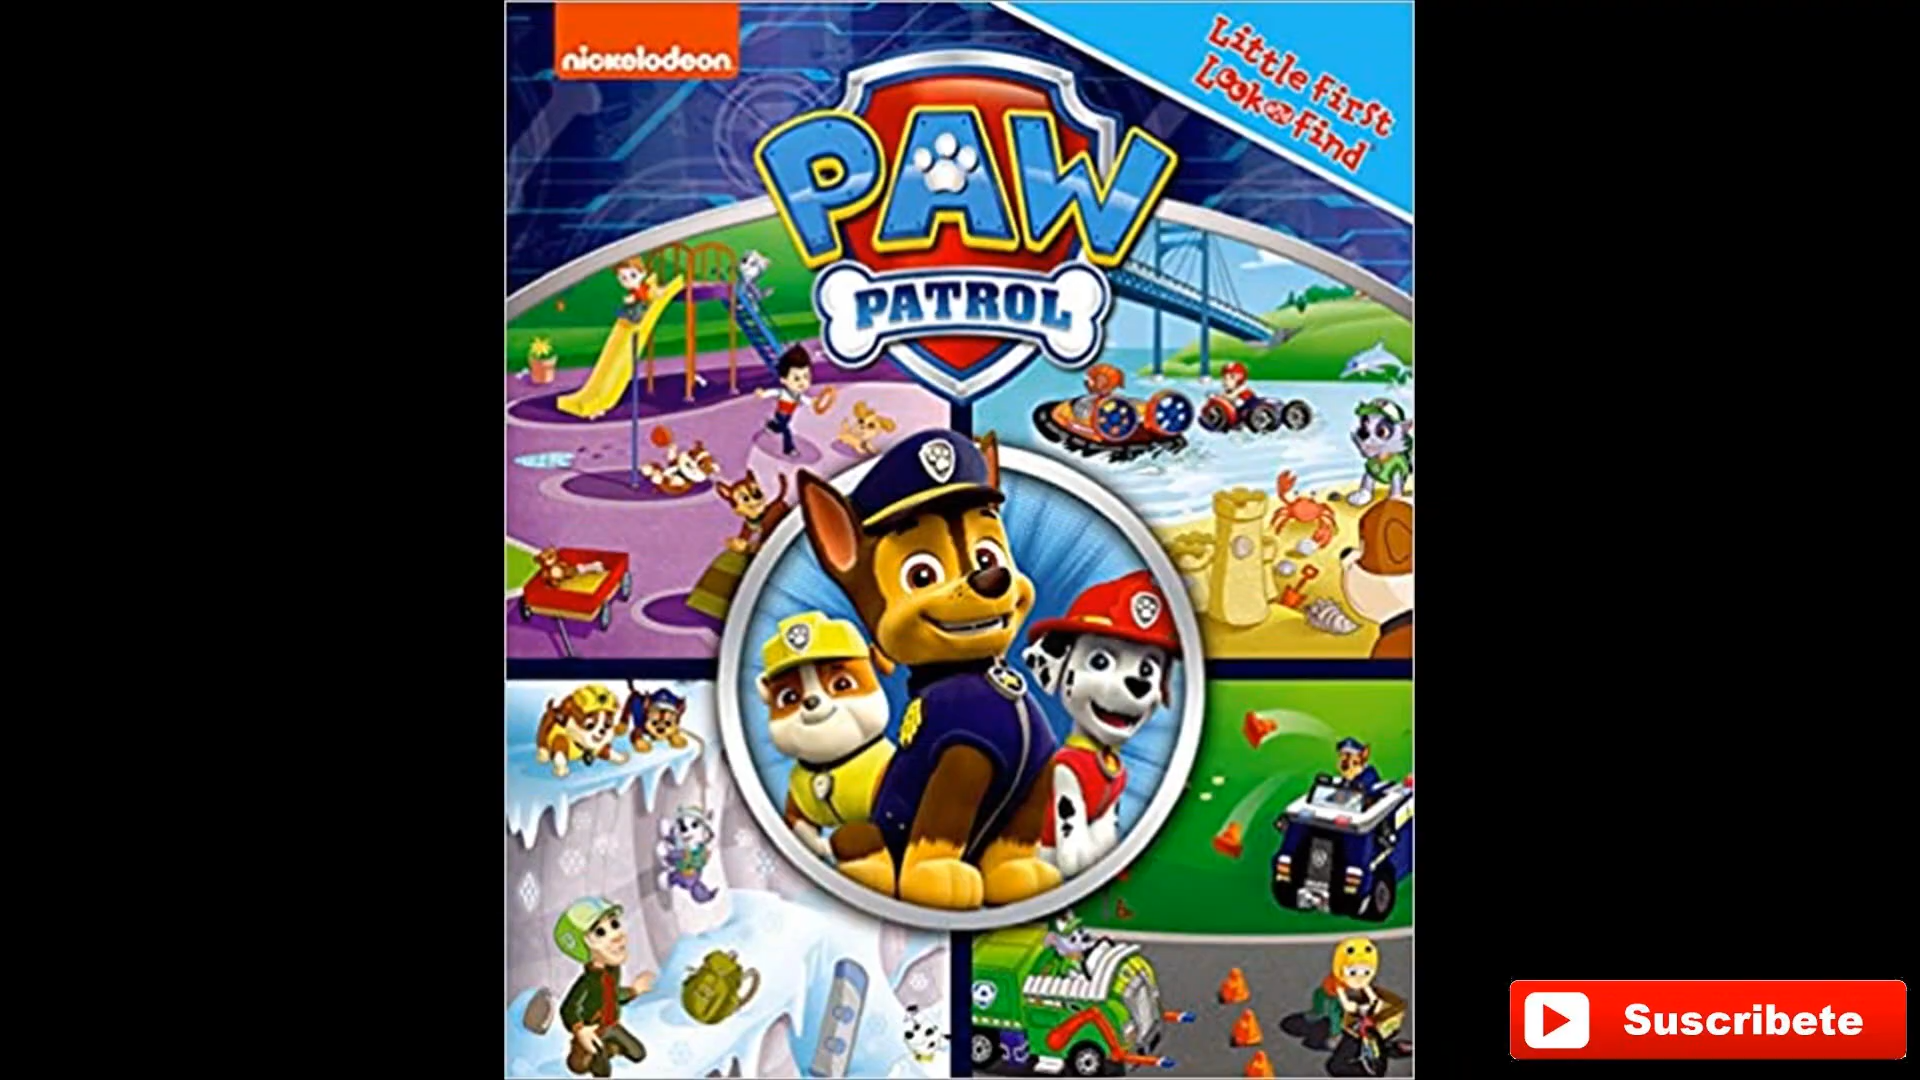 nickelodeon
Little First
Look and Find
PAW
PATROL
Suscribete